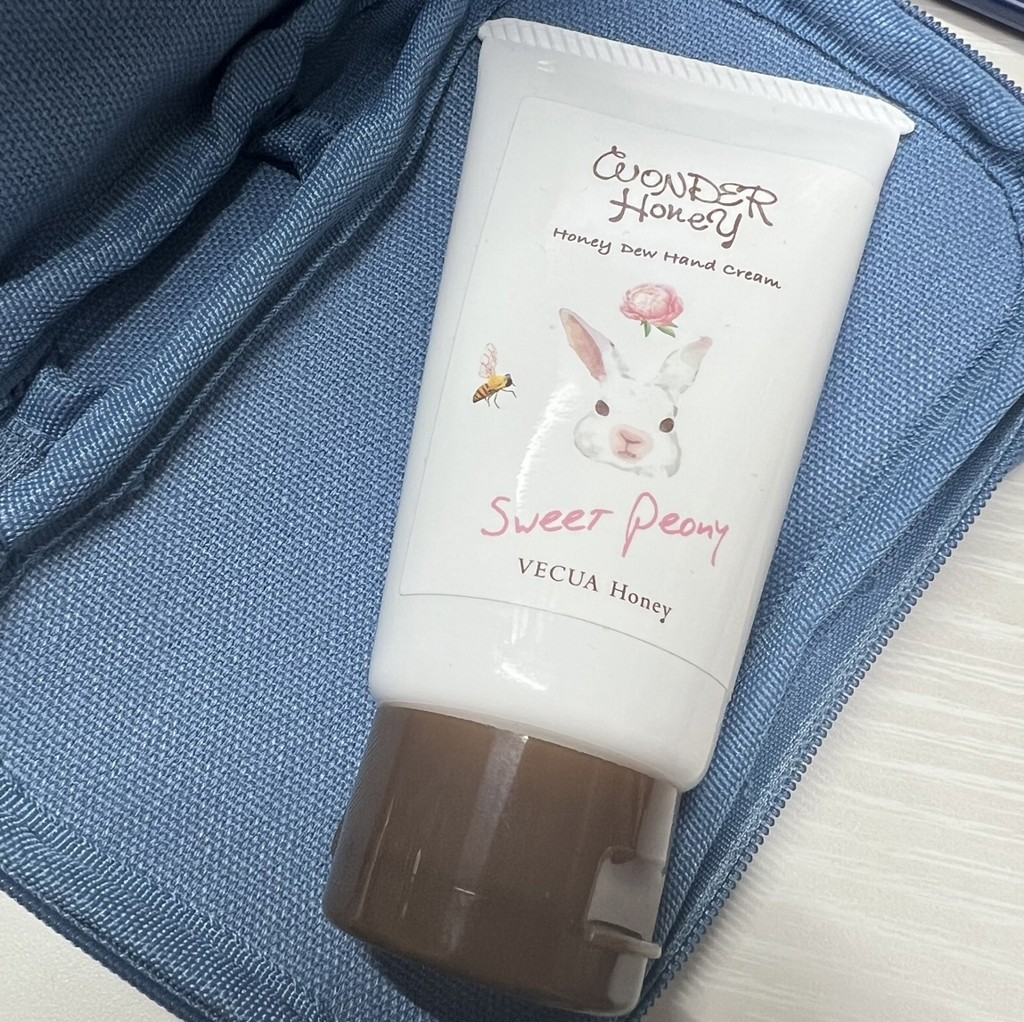 WONDER
Honey
Honey Dew Hand Cream
Sweet Peony
VECUA Honey